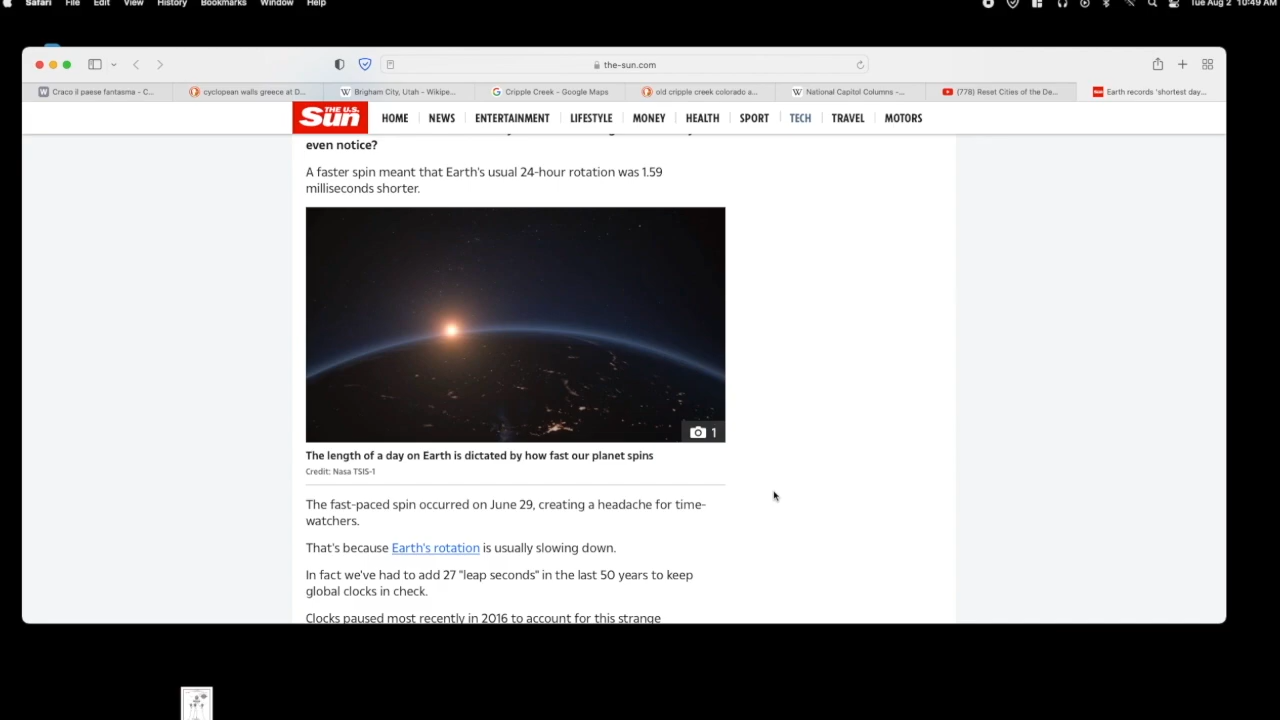 Safari File Edit View History Bookmarks Window Help Tue Aug 2 10:49 AM
the-sun.com
Craco il paese fantasma - C... cyclopean walls greece at D... Brigham City, Utah - Wikipe... Cripple Creek - Google Maps old cripple creek colorado a... National Capitol Columns -... (778) Reset Cities of the De... Earth records 'shortest day...
THE U.S. Sun HOME NEWS ENTERTAINMENT LIFESTYLE MONEY HEALTH SPORT TECH TRAVEL MOTORS
even notice?
A faster spin meant that Earth's usual 24-hour rotation was 1.59
milliseconds shorter.
1
The length of a day on Earth is dictated by how fast our planet spins
Credit: Nasa TSIS-1
The fast-paced spin occurred on June 29, creating a headache for time-
watchers.
That's because Earth's rotation is usually slowing down.
In fact we've had to add 27 "leap seconds" in the last 50 years to keep
global clocks in check.
Clocks paused most recently in 2016 to account for this strange